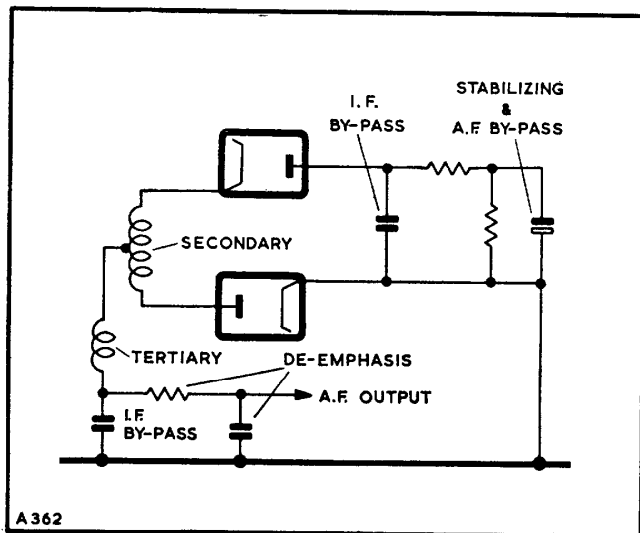 I. F.
BY-PASS
STABILIZING
&
A.F. BY-PASS
SECONDARY
TERTIARY
DE-EMPHASIS
A.F. OUTPUT
I.F.
BY-PASS
A362